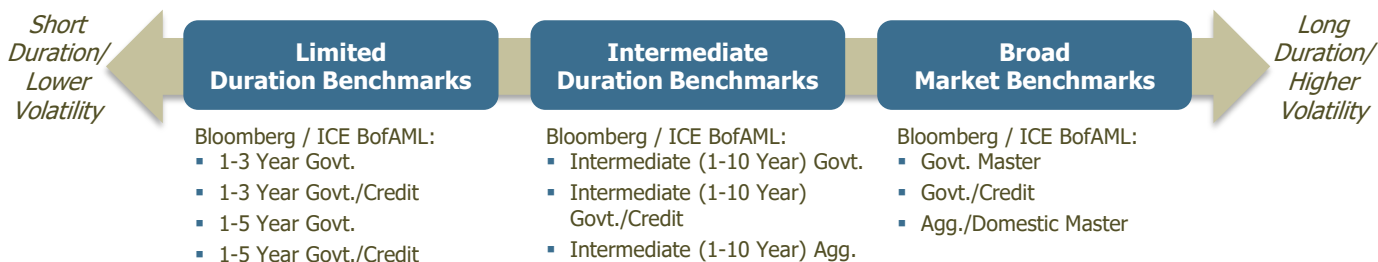 Short
Duration/
Lower
Volatility
Limited
Duration Benchmarks
Intermediate
Duration Benchmarks
Broad
Market Benchmarks
Long
Duration/
Higher
Volatility
Bloomberg / ICE BofAML:
▪ 1-3 Year Govt.
▪ 1-3 Year Govt./Credit
▪ 1-5 Year Govt.
▪ 1-5 Year Govt./Credit
Bloomberg / ICE BofAML:
▪ Intermediate (1-10 Year) Govt.
▪ Intermediate (1-10 Year)
Govt./Credit
▪ Intermediate (1-10 Year) Agg.
Bloomberg / ICE BofAML:
▪ Govt. Master
▪ Govt./Credit
▪ Agg./Domestic Master